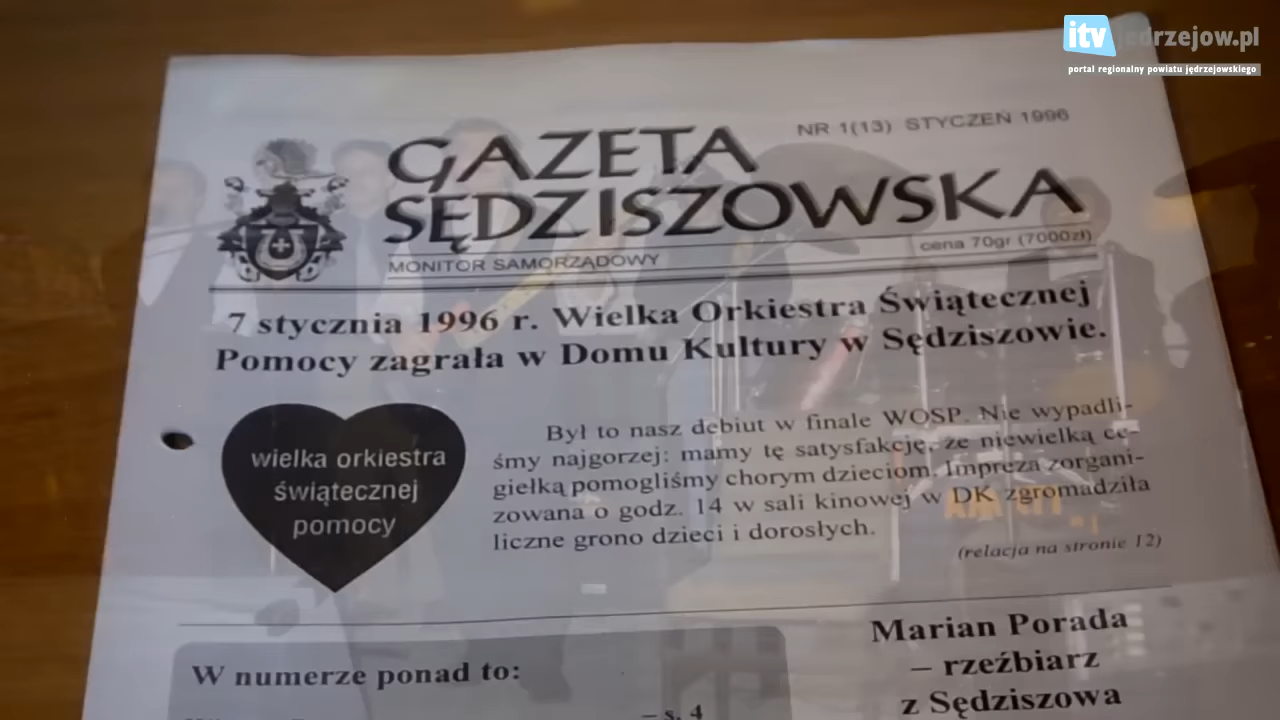 itv jedrzejow.pl
portal regionalny powiatu jędrzejowskiego
NR 1(13) STYCZEŃ 1996
GAZETA
SĘDZISZOWSKA
cena 70gr (7000zł)
MONITOR SAMORZĄDOWY
7 stycznia 1996 r. Wielka Orkiestra Świątecznej
Pomocy zagrała w Domu Kultury w Sędziszowie.
wielka orkiestra
świątecznej
pomocy
Był to nasz debiut w finale WOSP. Nie wypadli-
śmy najgorzej: mamy tę satysfakcję, że niewielką ce-
giełką pomogliśmy chorym dzieciom. Impreza zorgani-
zowana o godz. 14 w sali kinowej w DK zgromadziła
liczne grono dzieci i dorosłych.
(relacja na stronie 12)
W numerze ponad to:
– s. 4
Marian Porada
– rzeźbiarz
z Sędziszowa